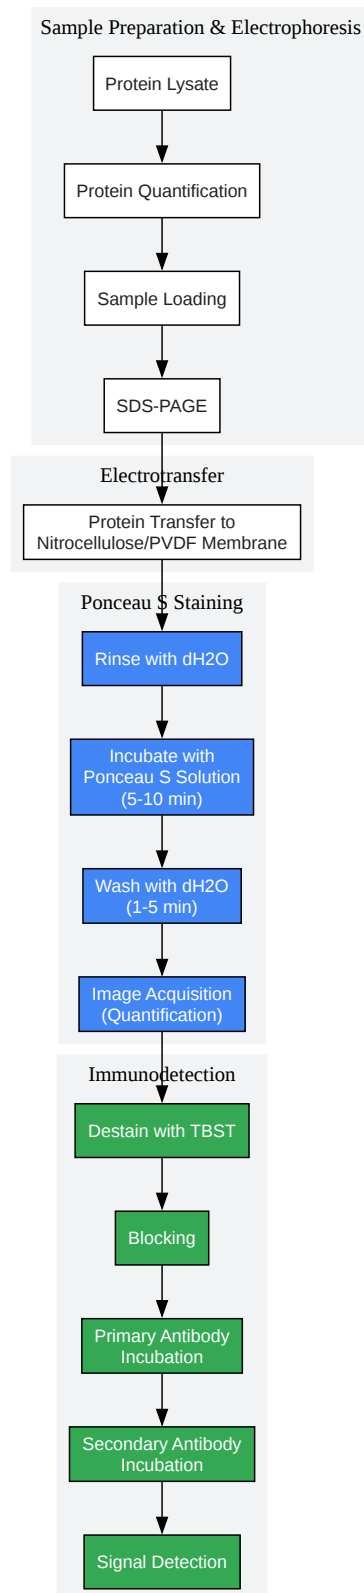 Sample Preparation & Electrophoresis
Protein Lysate
Protein Quantification
Sample Loading
SDS-PAGE
Electrotransfer
Protein Transfer to
Nitrocellulose/PVDF Membrane
Ponceau S Staining
Rinse with dH2O
Incubate with
Ponceau S Solution
(5-10 min)
Wash with dH2O
(1-5 min)
Image Acquisition
(Quantification)
Immunodetection
Destain with TBST
Blocking
Primary Antibody
Incubation
Secondary Antibody
Incubation
Signal Detection